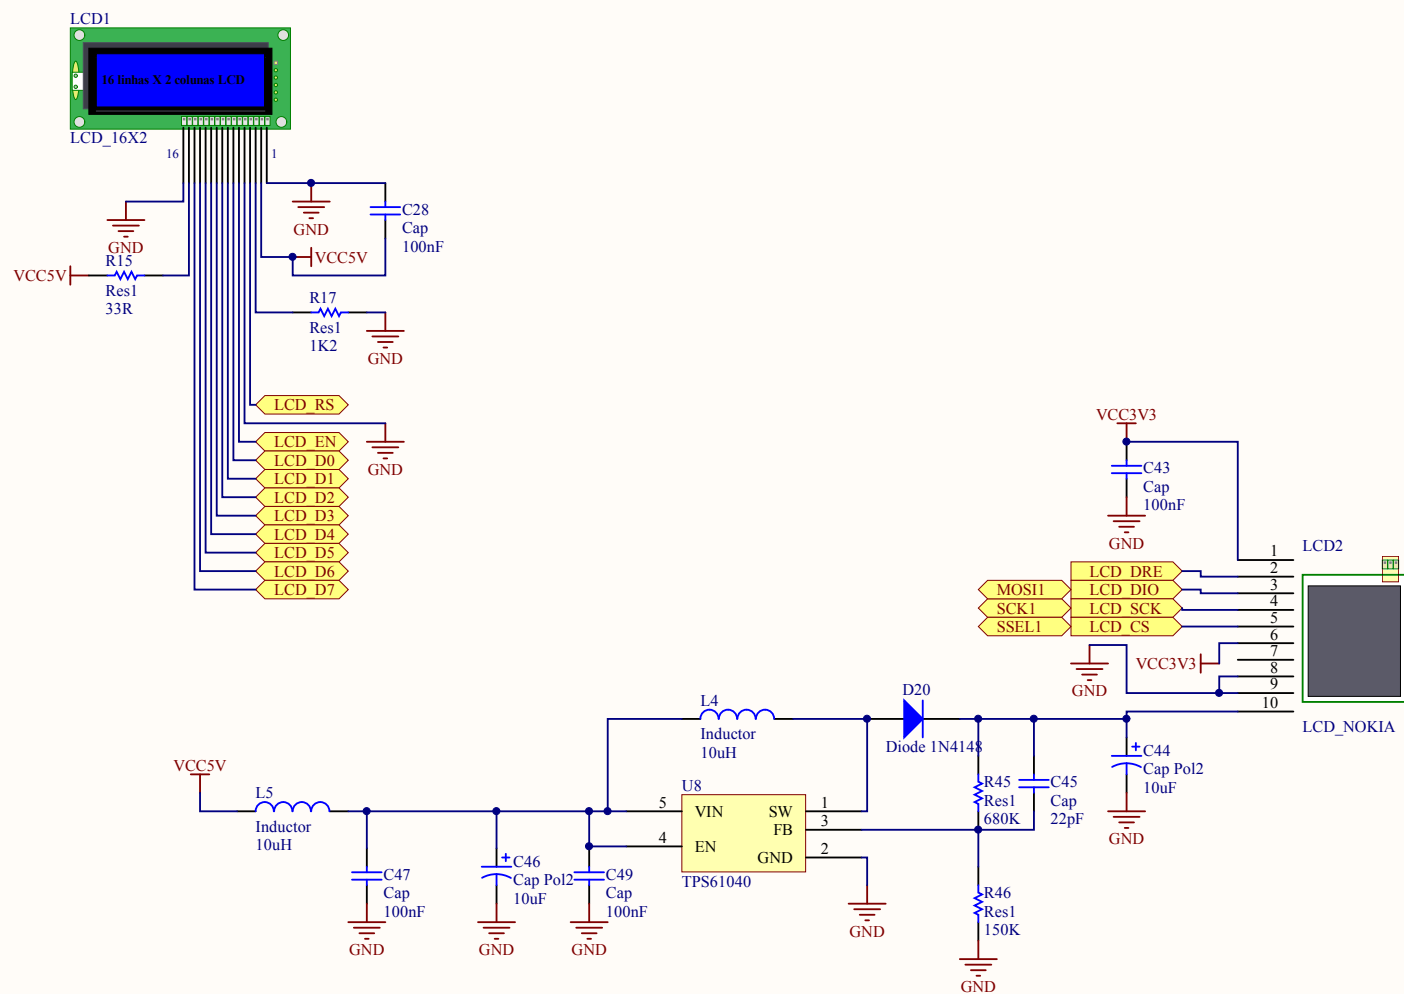 LCD1
16 linhas X 2 colunas LCD
LCD_16X2
16
1
GND
C28
Cap
100nF
GND
VCC5V
VCC5V
R15
Res1
33R
R17
Res1
1K2
GND
LCD_RS
LCD_EN
LCD_D0
LCD_D1
LCD_D2
LCD_D3
LCD_D4
LCD_D5
LCD_D6
LCD_D7
GND
VCC3V3
C43
Cap
100nF
GND
LCD2
1
2
3
4
5
6
7
8
9
10
LCD_DRE
MOSI1
LCD_DIO
SCK1
LCD_SCK
SSEL1
LCD_CS
VCC3V3
GND
LCD_NOKIA
VCC5V
L5
Inductor
10uH
C47
Cap
100nF
GND
C46
Cap Pol2
10uF
GND
C49
Cap
100nF
GND
L4
Inductor
10uH
U8
5
VIN
SW
1
FB
3
4
EN
GND
2
TPS61040
GND
D20
Diode 1N4148
R45
Res1
680K
C45
Cap
22pF
R46
Res1
150K
GND
C44
Cap Pol2
10uF
GND